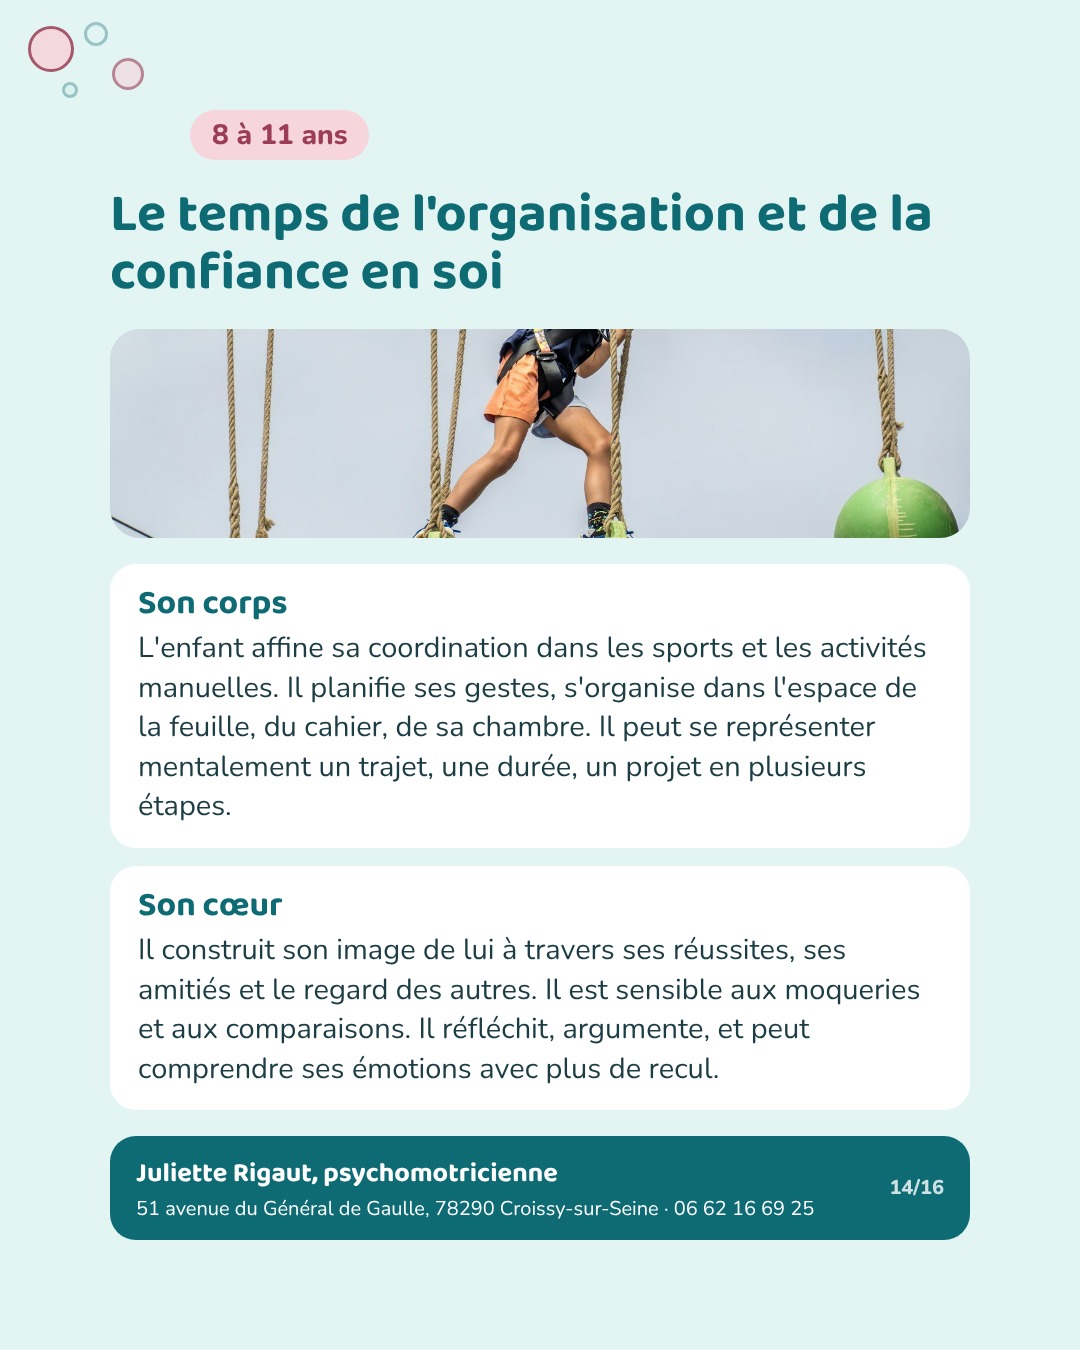 8 à 11 ans
Le temps de l'organisation et de la
confiance en soi
Son corps
L'enfant affine sa coordination dans les sports et les activités
manuelles. Il planifie ses gestes, s'organise dans l'espace de
la feuille, du cahier, de sa chambre. Il peut se représenter
mentalement un trajet, une durée, un projet en plusieurs
étapes.
Son cœur
Il construit son image de lui à travers ses réussites, ses
amitiés et le regard des autres. Il est sensible aux moqueries
et aux comparaisons. Il réfléchit, argumente, et peut
comprendre ses émotions avec plus de recul.
Juliette Rigaut, psychomotricienne
51 avenue du Général de Gaulle, 78290 Croissy-sur-Seine · 06 62 16 69 25
14/16